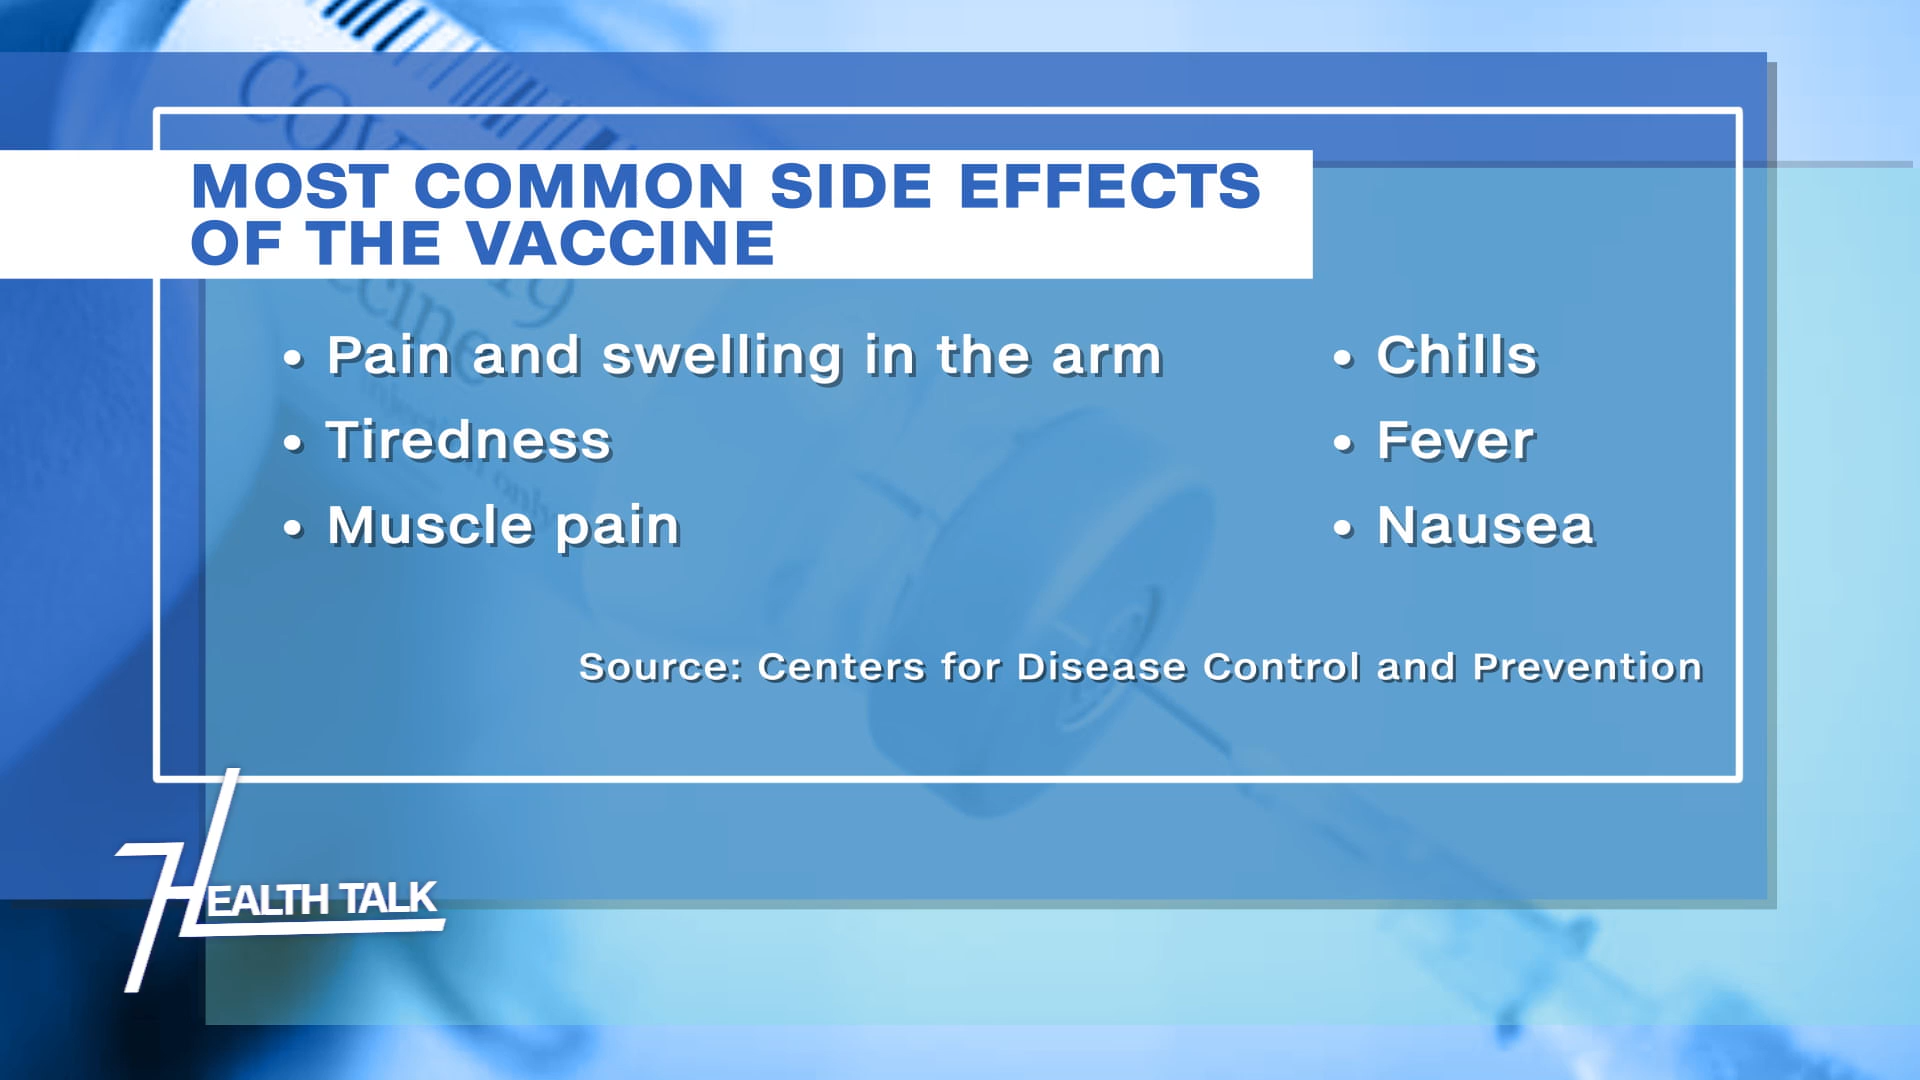 MOST COMMON SIDE EFFECTS
OF THE VACCINE
• Pain and swelling in the arm
• Tiredness
• Muscle pain
• Chills
• Fever
• Nausea
Source: Centers for Disease Control and Prevention
7 HEALTH TALK